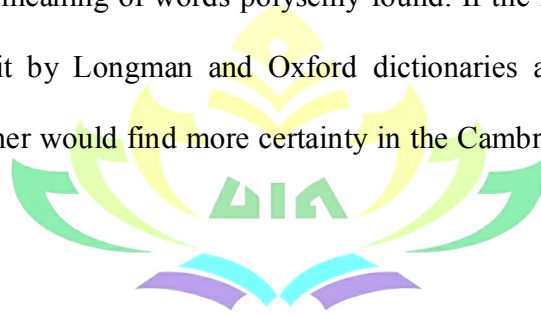 meaning of words polysemy found. If the
it by Longman and Oxford dictionaries
her would find more certainty in the Cambr
UIN